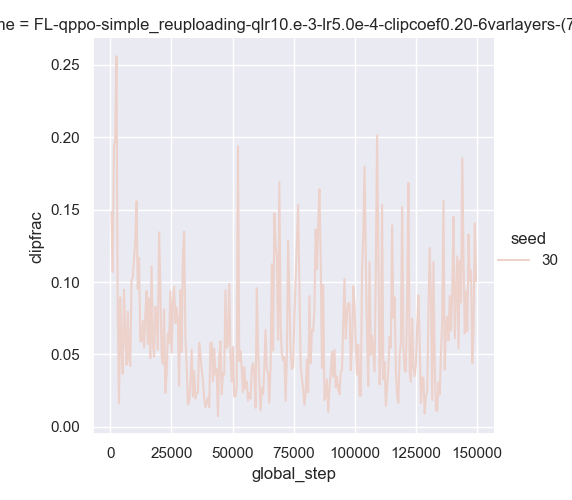 ne = FL-qppo-simple_reuploading-qlr10.e-3-lr5.0e-4-clipcoef0.20-6varlayers-(7
0.25
0.20
0.15
0.10
0.05
0.00
clipfrac
0 25000 50000 75000 100000 125000 150000
global_step
seed
30